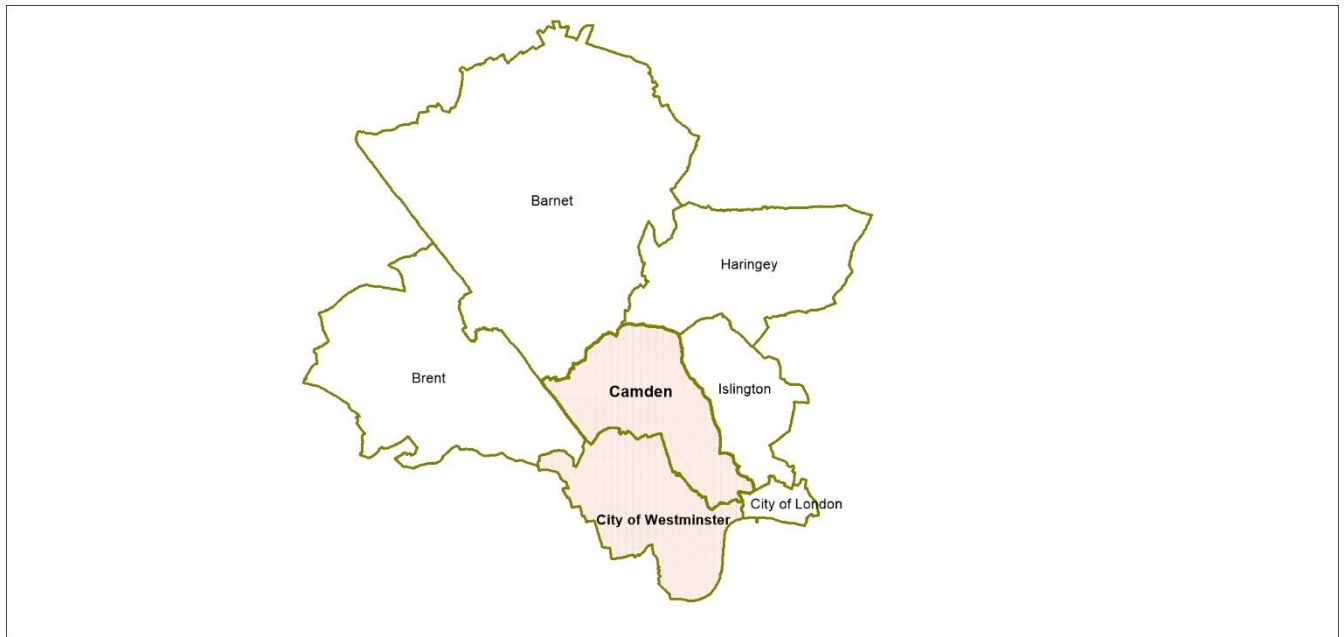 Barnet
Haringey
Brent
Camden
Islington
City of London
City of Westminster